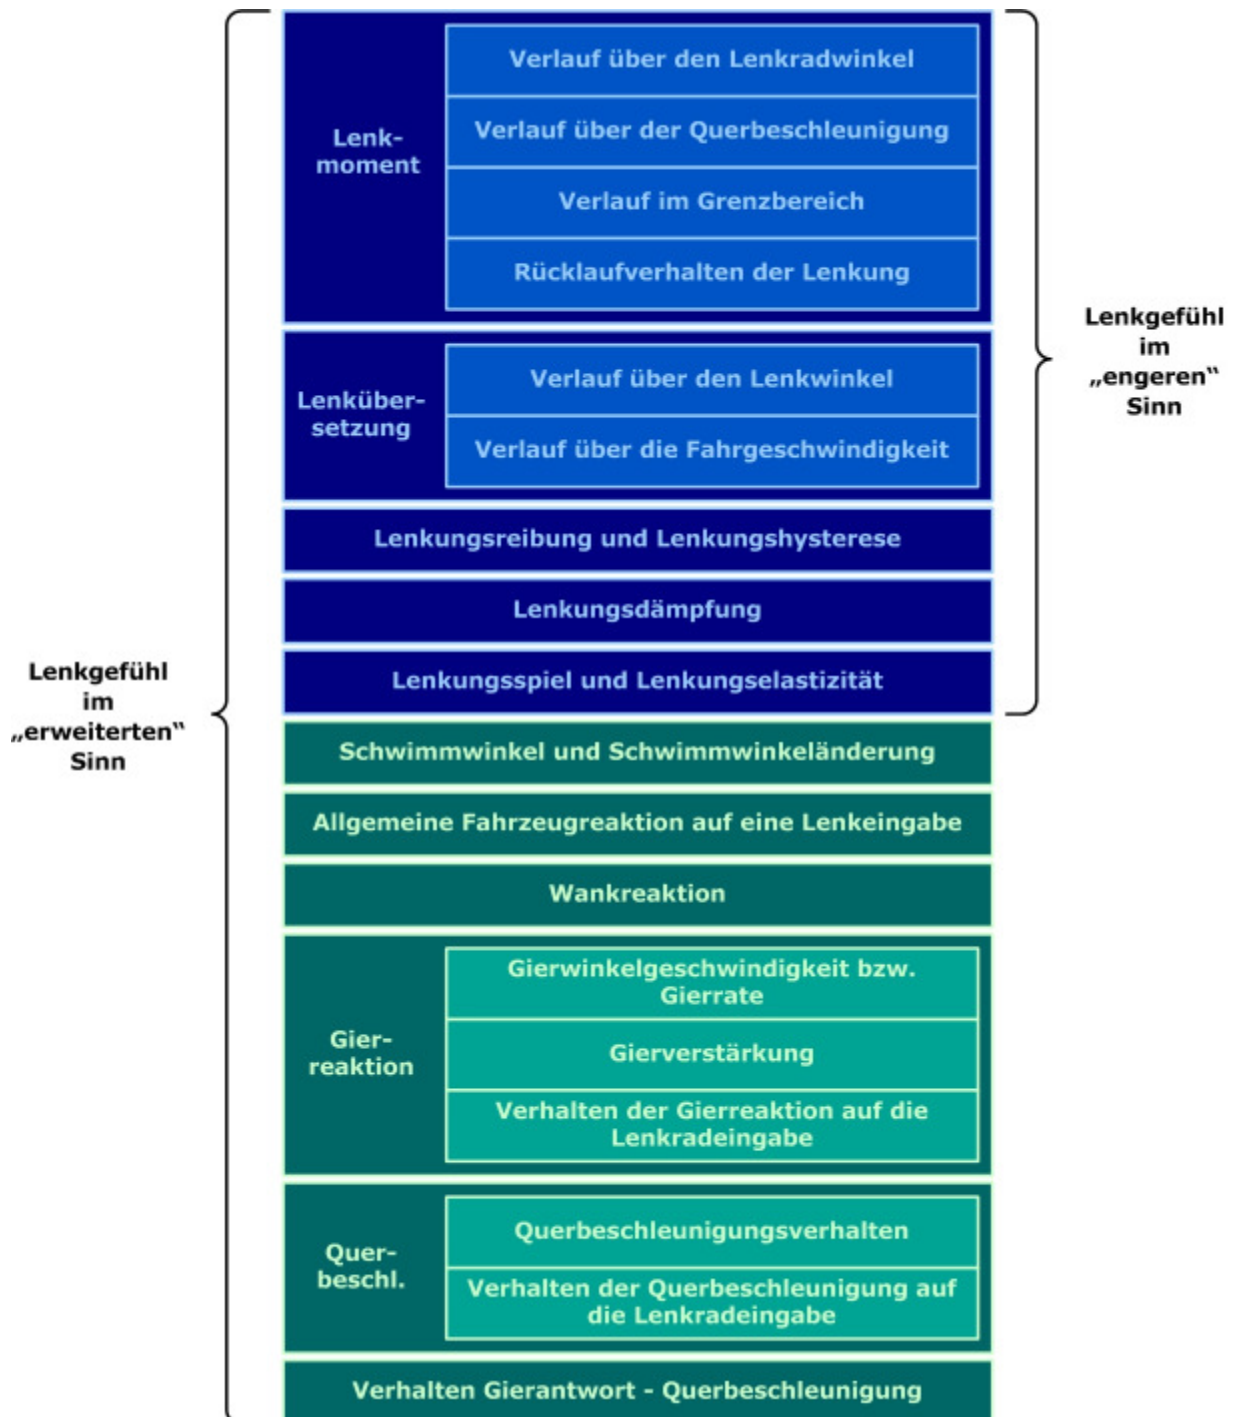 Lenk-
moment
Verlauf über den Lenkradwinkel
Verlauf über der Querbeschleunigung
Verlauf im Grenzbereich
Rücklaufverhalten der Lenkung
Lenküber-
setzung
Verlauf über den Lenkwinkel
Verlauf über die Fahrgeschwindigkeit
Lenkungsreibung und Lenkungshysterese
Lenkungsdämpfung
Lenkungsspiel und Lenkungselastizität
Lenkgefühl
im
„engeren“
Sinn
Lenkgefühl
im
„erweiterten“
Sinn
Schwimmwinkel und Schwimmwinkeländerung
Allgemeine Fahrzeugreaktion auf eine Lenkeingabe
Wankreaktion
Gier-
reaktion
Gierwinkelgeschwindigkeit bzw.
Gierrate
Gierverstärkung
Verhalten der Gierreaktion auf die
Lenkradeingabe
Quer-
beschl.
Querbeschleunigungsverhalten
Verhalten der Querbeschleunigung auf
die Lenkradeingabe
Verhalten Gierantwort - Querbeschleunigung